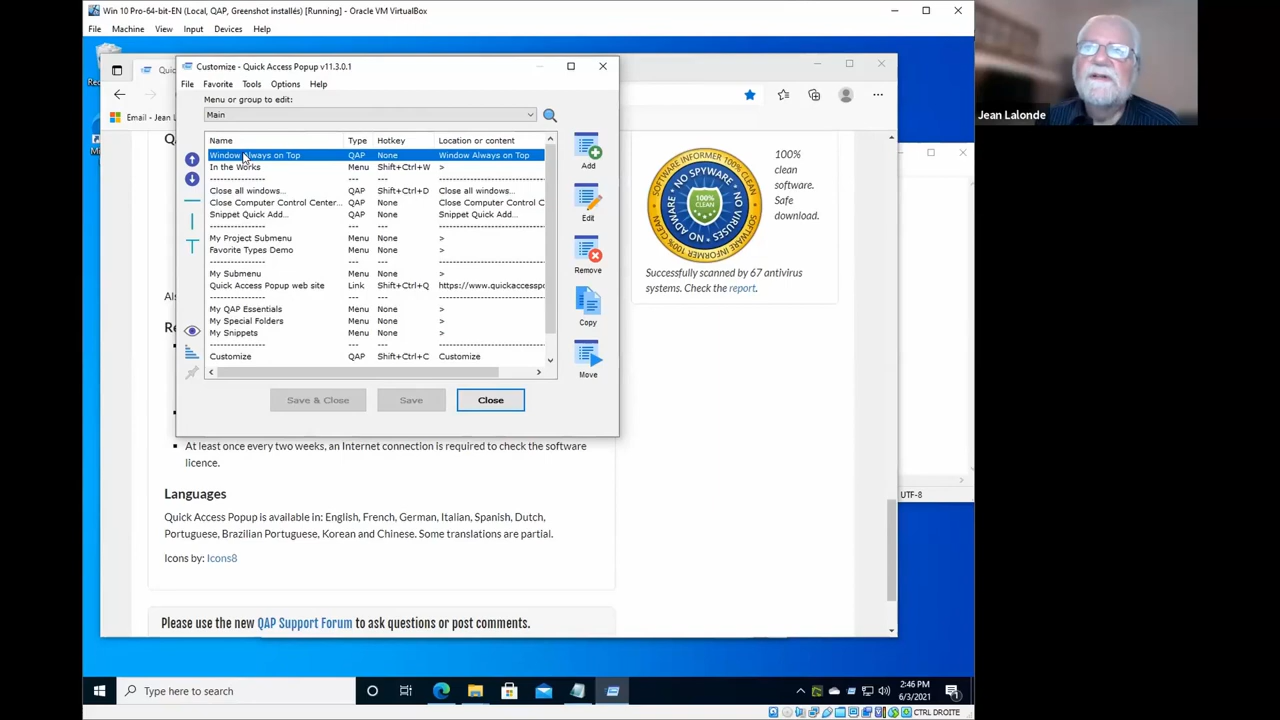 Win 10 Pro-64-bit-EN (Local, QAP, Greenshot installés) [Running] - Oracle VM VirtualBox
File Machine View Input Devices Help
Customize - Quick Access Popup v11.3.0.1
File Favorite Tools Options Help
Email - Jean L
Menu or group to edit:
Main
Name Type Hotkey Location or content
Window Always on Top QAP None Window Always on Top
In the Works Menu Shift+Ctrl+W >
---------------- --- --- ----------------------
Close all windows... QAP Shift+Ctrl+D Close all windows...
Close Computer Control Center... QAP None Close Computer Control C
Snippet Quick Add... QAP None Snippet Quick Add...
---------------- --- --- ----------------------
My Project Submenu Menu None >
Favorite Types Demo Menu None >
---------------- --- --- ----------------------
My Submenu Menu None >
Quick Access Popup web site Link Shift+Ctrl+Q https://www.quickaccesspo
---------------- --- --- ----------------------
My QAP Essentials Menu None >
My Special Folders Menu None >
My Snippets Menu None >
---------------- --- --- ----------------------
Customize QAP Shift+Ctrl+C Customize
Add
Edit
Remove
Copy
Move
Save & Close Save Close
SOFTWARE INFORMER
NO SPYWARE
100% CLEAN
NO VIRUSES
NO ADWARE
SOFTWARE INFORMER
100%
clean
software.
Safe
download.
Successfully scanned by 67 antivirus
systems. Check the report.
At least once every two weeks, an Internet connection is required to check the software
licence.
UTF-8
Languages
Quick Access Popup is available in: English, French, German, Italian, Spanish, Dutch,
Portuguese, Brazilian Portuguese, Korean and Chinese. Some translations are partial.
Icons by: Icons8
Please use the new QAP Support Forum to ask questions or post comments.
Type here to search
2:46 PM
6/3/2021
1
CTRL DROITE
Jean Lalonde